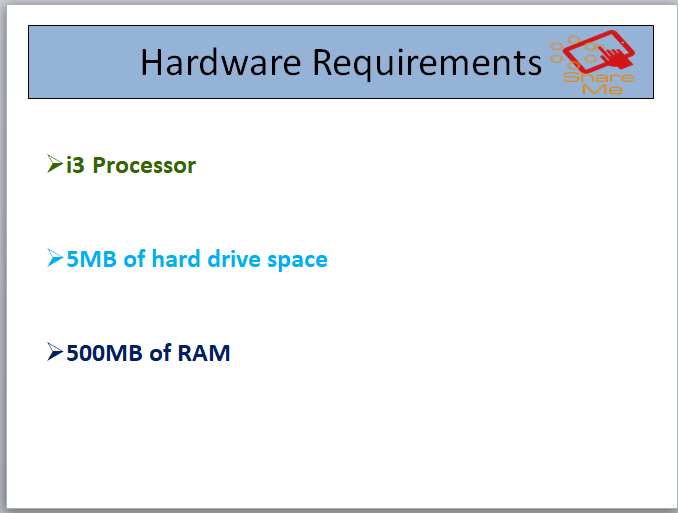 Hardware Requirements
Share
Me
i3 Processor
5MB of hard drive space
500MB of RAM